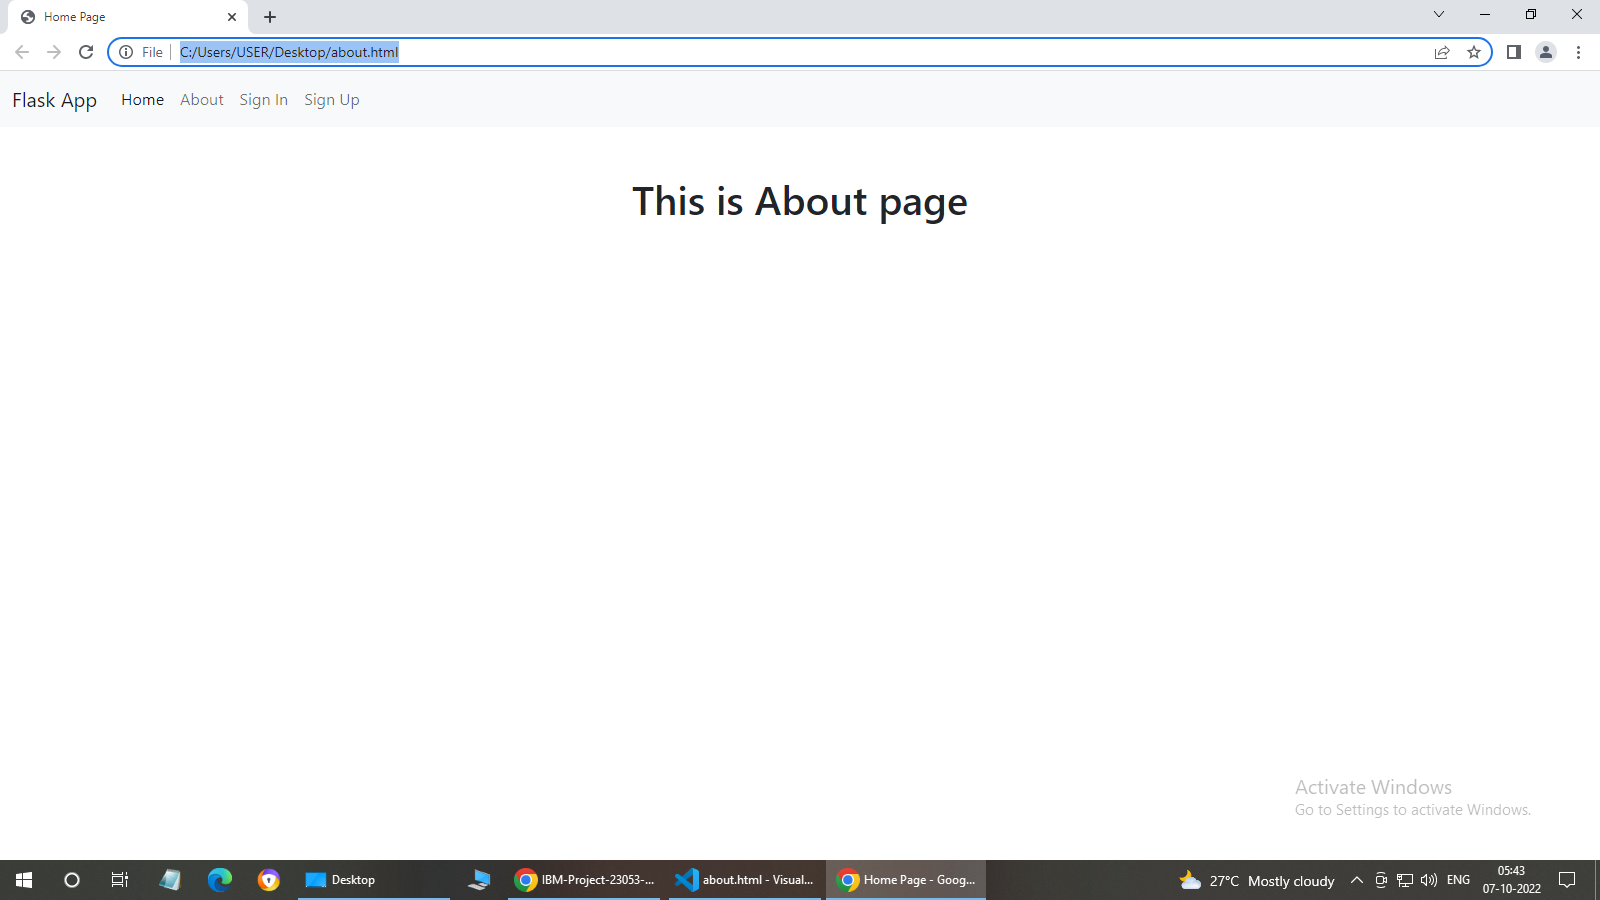 Home Page
File
C:/Users/USER/Desktop/about.html
Flask App Home About Sign In Sign Up
This is About page
Activate Windows
Go to Settings to activate Windows.
Desktop
IBM-Project-23053-...
about.html - Visual...
Home Page - Goog...
27°C Mostly cloudy
ENG
05:43
07-10-2022